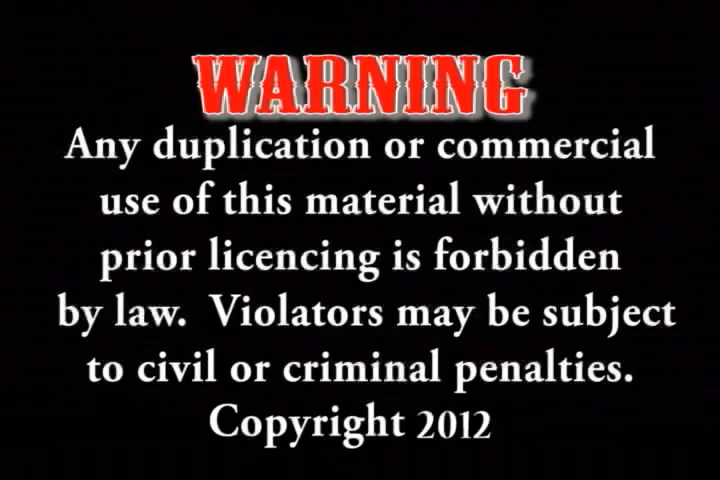 WARNING
Any duplication or commercial
use of this material without
prior licencing is forbidden
by law. Violators may be subject
to civil or criminal penalties.
Copyright 2012